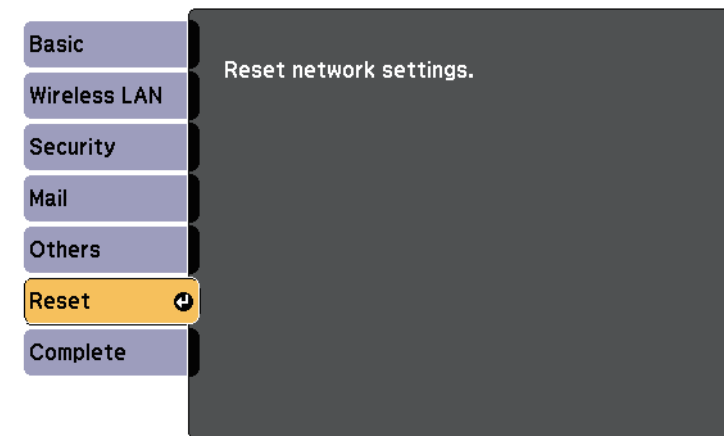 Basic
Wireless LAN
Security
Mail
Others
Reset
Complete
Reset network settings.